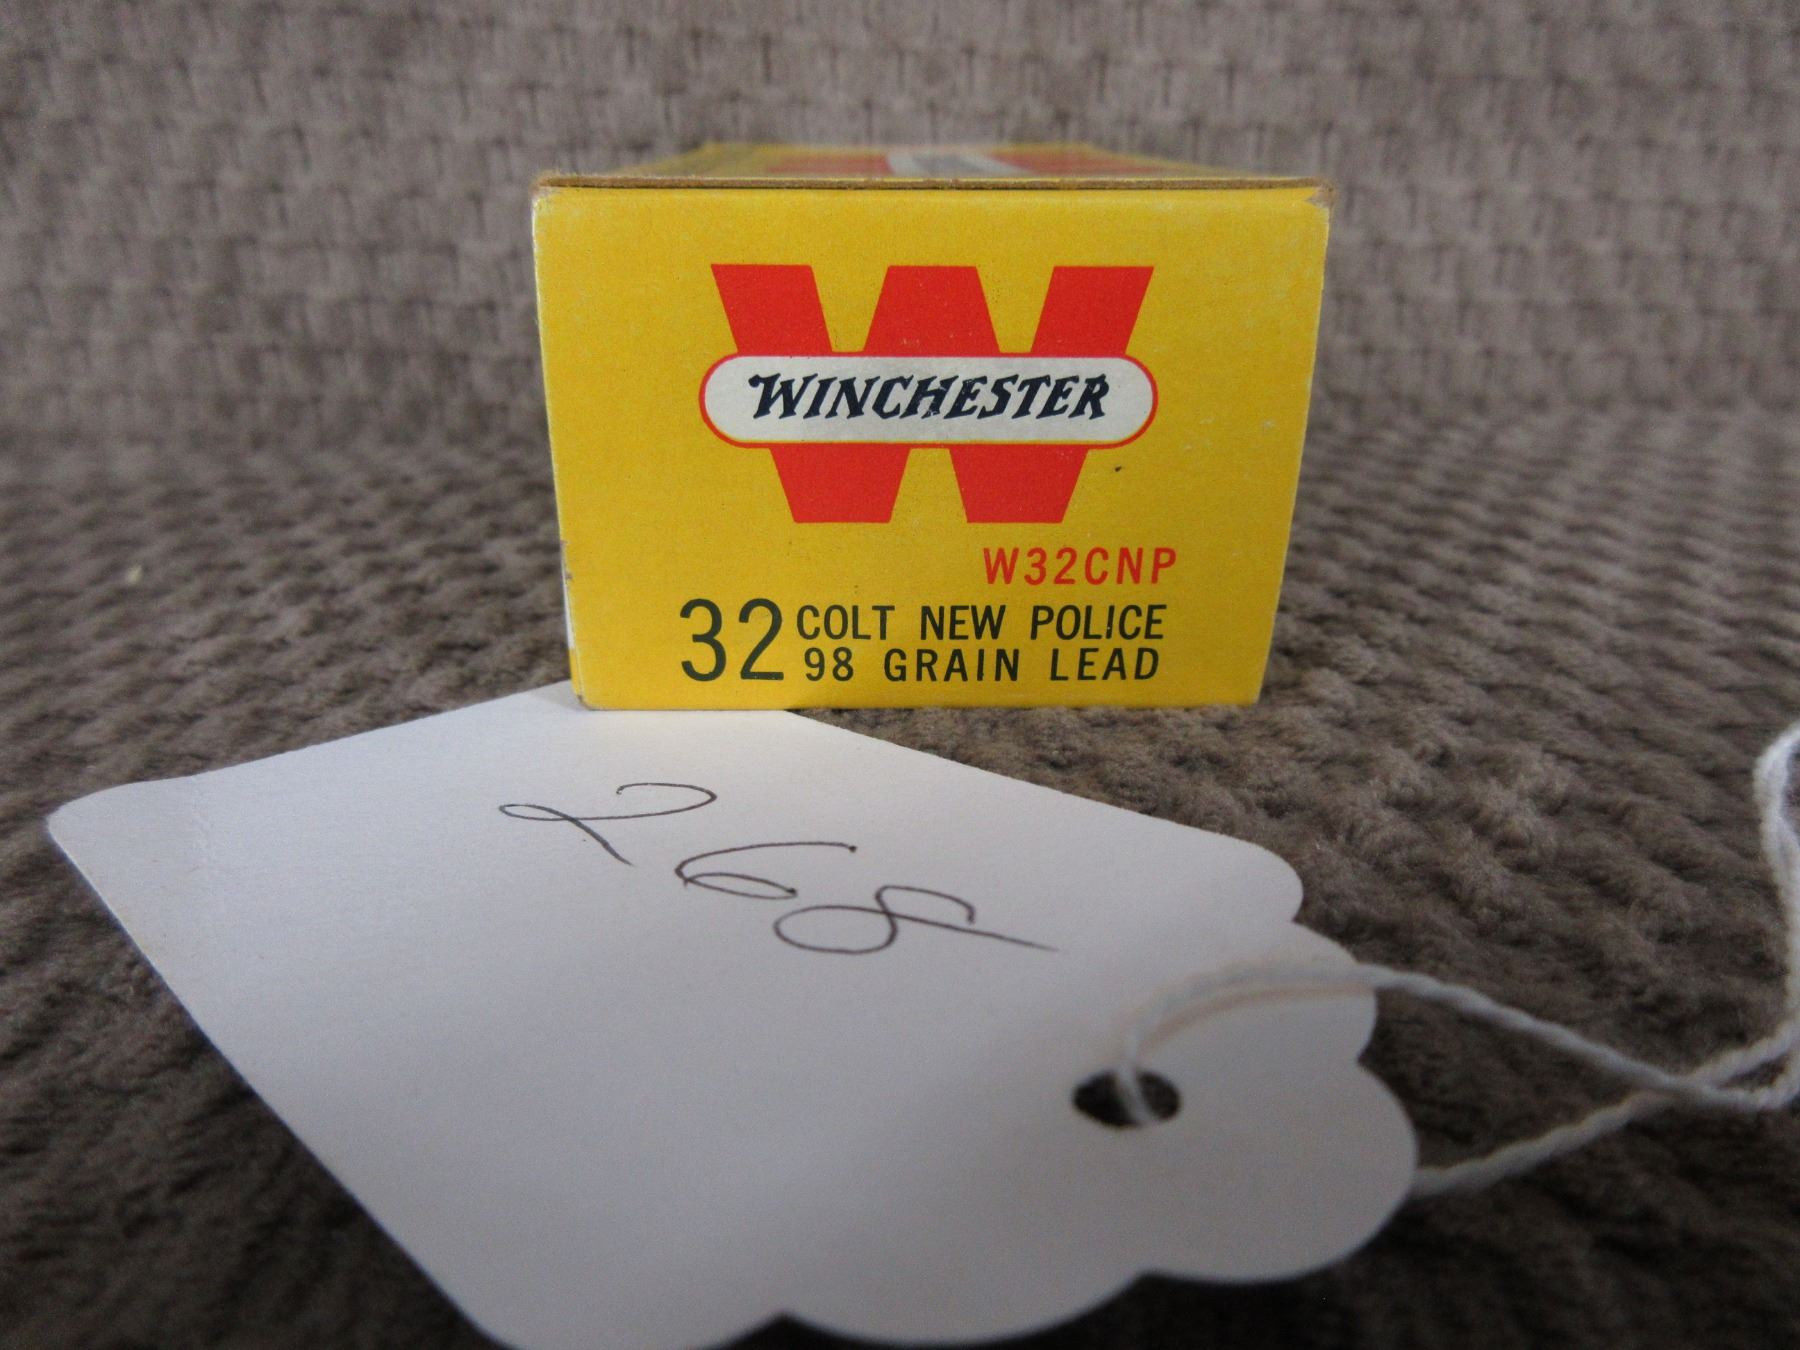 WINCHESTER
W32CNP
32 COLT NEW POLICE
98 GRAIN LEAD
268